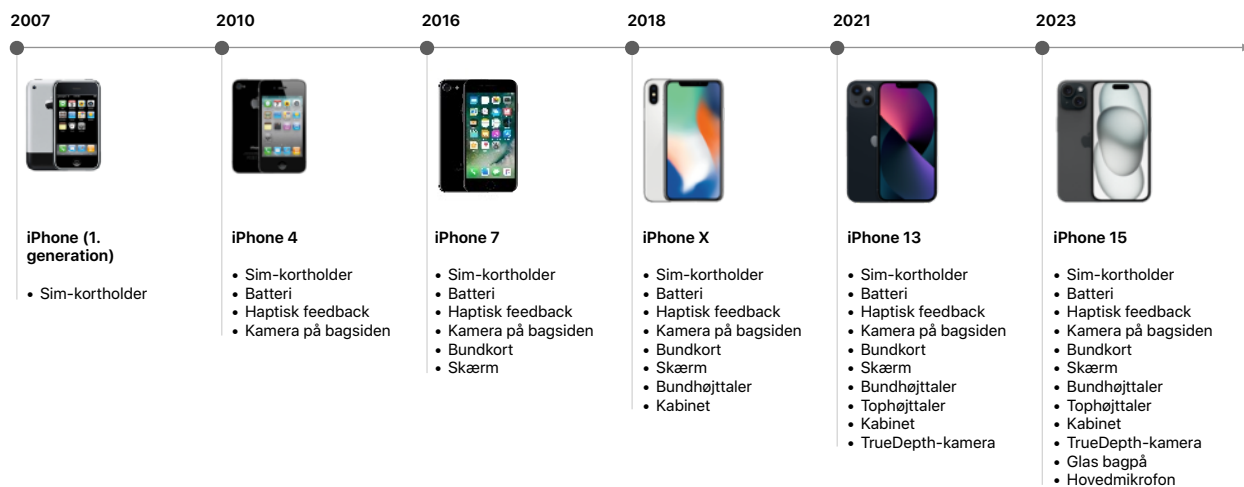 2007
2010
2016
2018
2021
2023
iPhone (1.
generation)
• Sim-kortholder
iPhone 4
• Sim-kortholder
• Batteri
• Haptisk feedback
• Kamera på bagsiden
iPhone 7
• Sim-kortholder
• Batteri
• Haptisk feedback
• Kamera på bagsiden
• Bundkort
• Skærm
iPhone X
• Sim-kortholder
• Batteri
• Haptisk feedback
• Kamera på bagsiden
• Bundkort
• Skærm
• Bundhøjttaler
• Kabinet
iPhone 13
• Sim-kortholder
• Batteri
• Haptisk feedback
• Kamera på bagsiden
• Bundkort
• Skærm
• Bundhøjttaler
• Tophøjttaler
• Kabinet
• TrueDepth-kamera
iPhone 15
• Sim-kortholder
• Batteri
• Haptisk feedback
• Kamera på bagsiden
• Bundkort
• Skærm
• Bundhøjttaler
• Tophøjttaler
• Kabinet
• TrueDepth-kamera
• Glas bagpå
• Hovedmikrofon